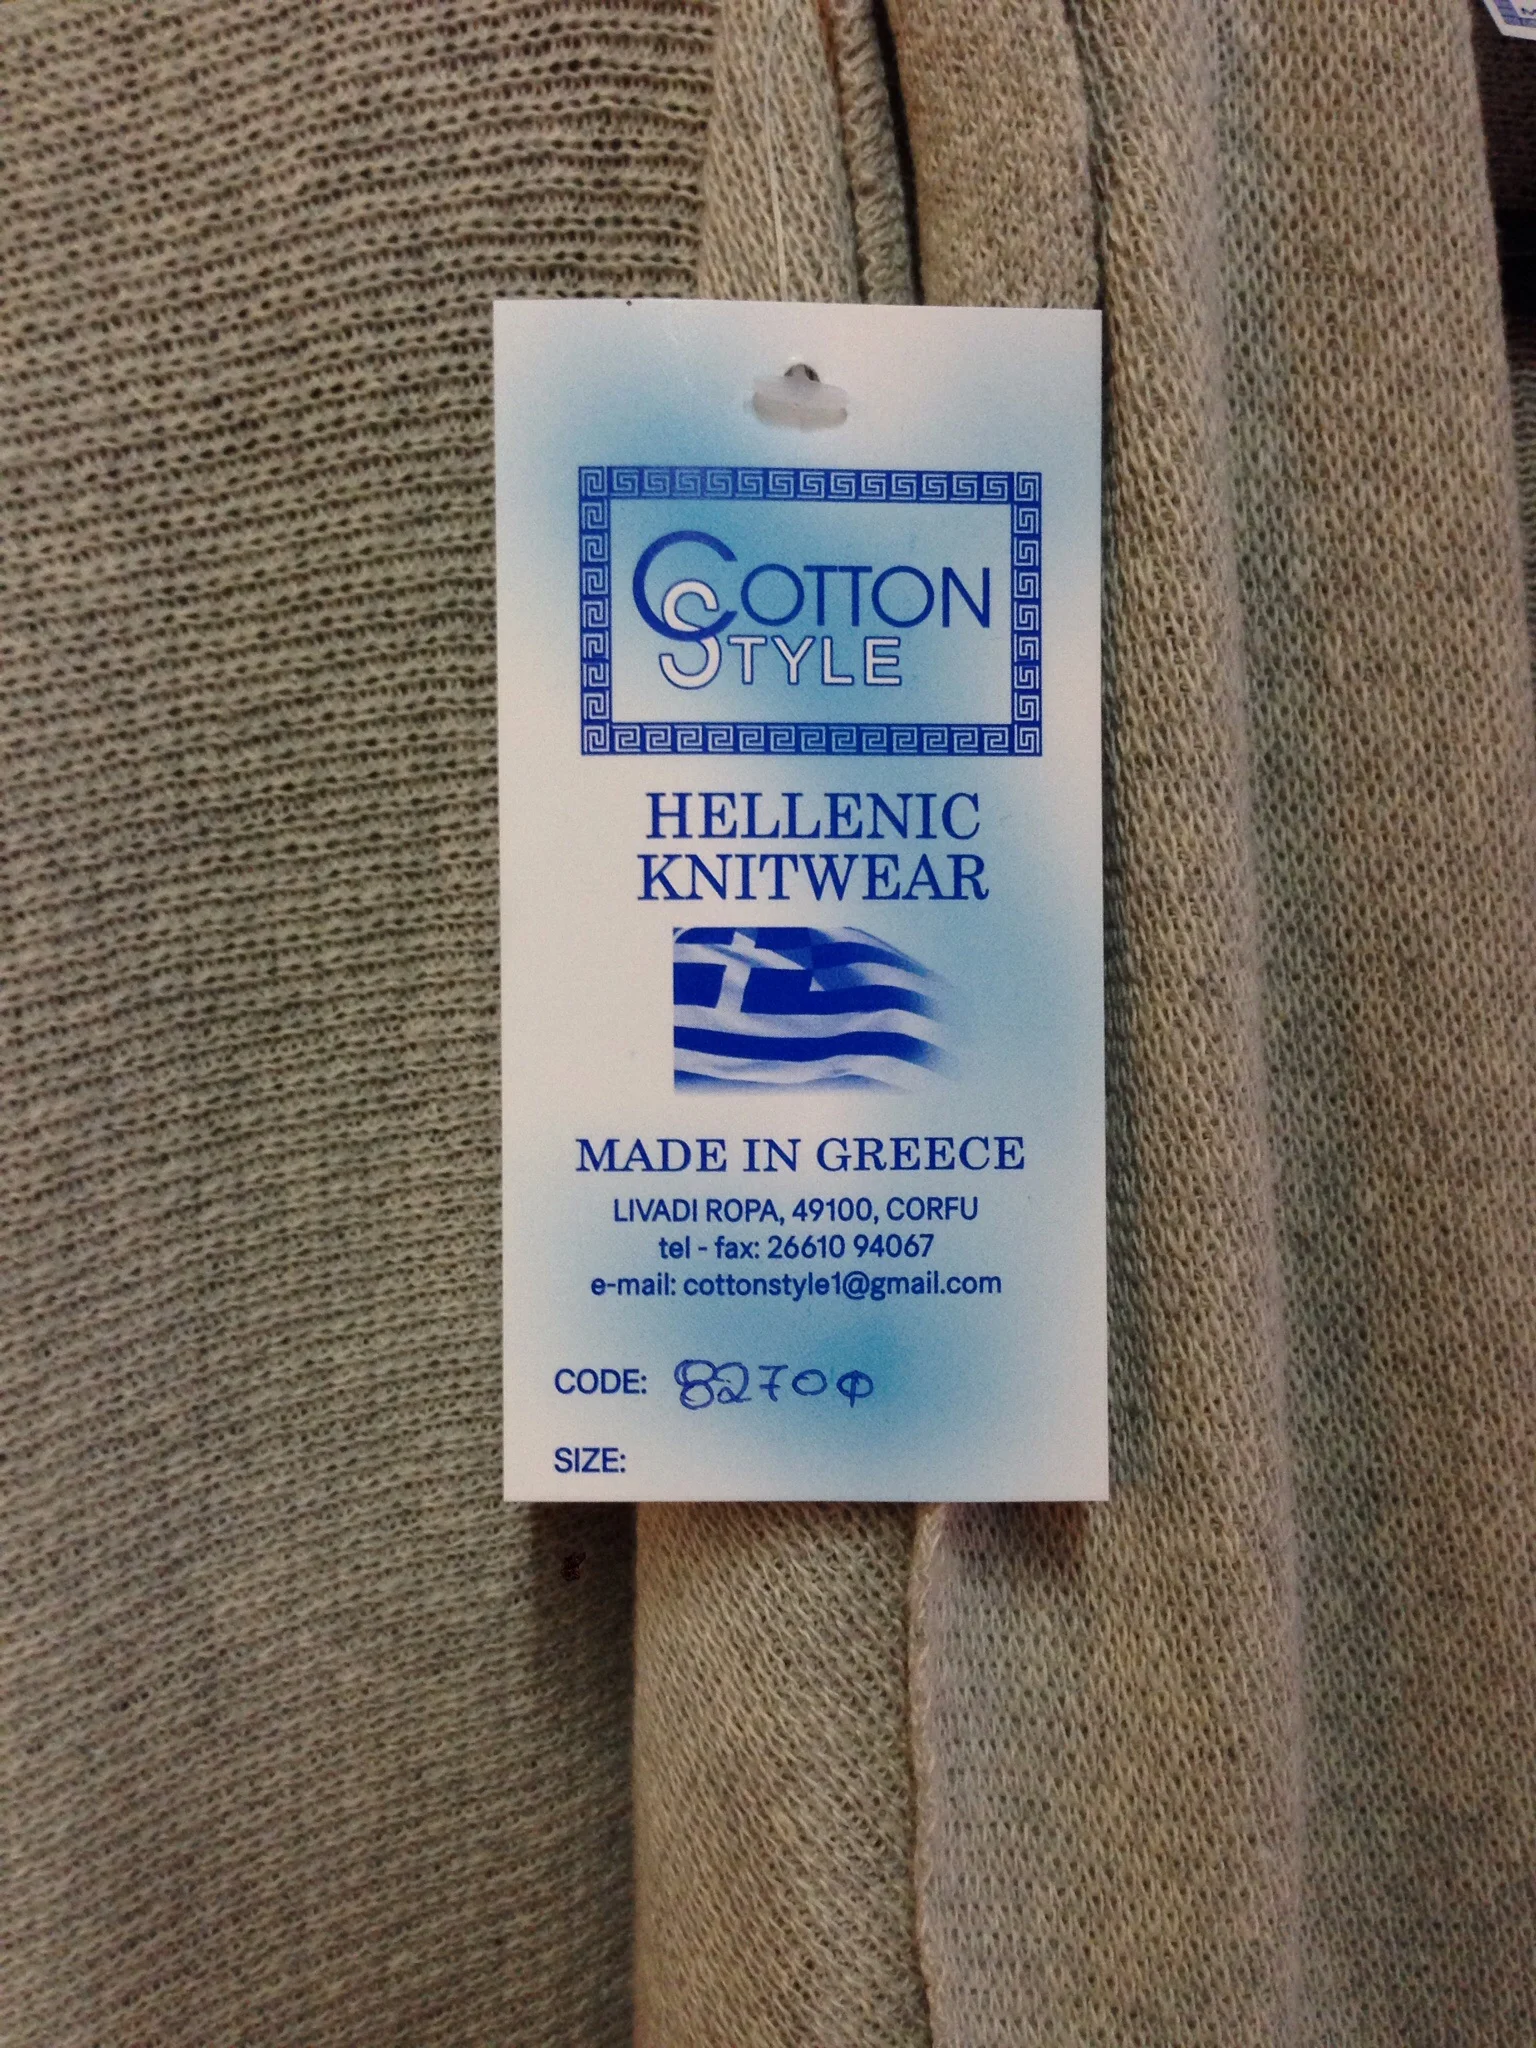 COTTON
STYLE
HELLENIC
KNITWEAR
MADE IN GREECE
LIVADI ROPA, 49100, CORFU
tel - fax: 26610 94067
e-mail: cottonstyle1@gmail.com
CODE: 8270Φ
SIZE: